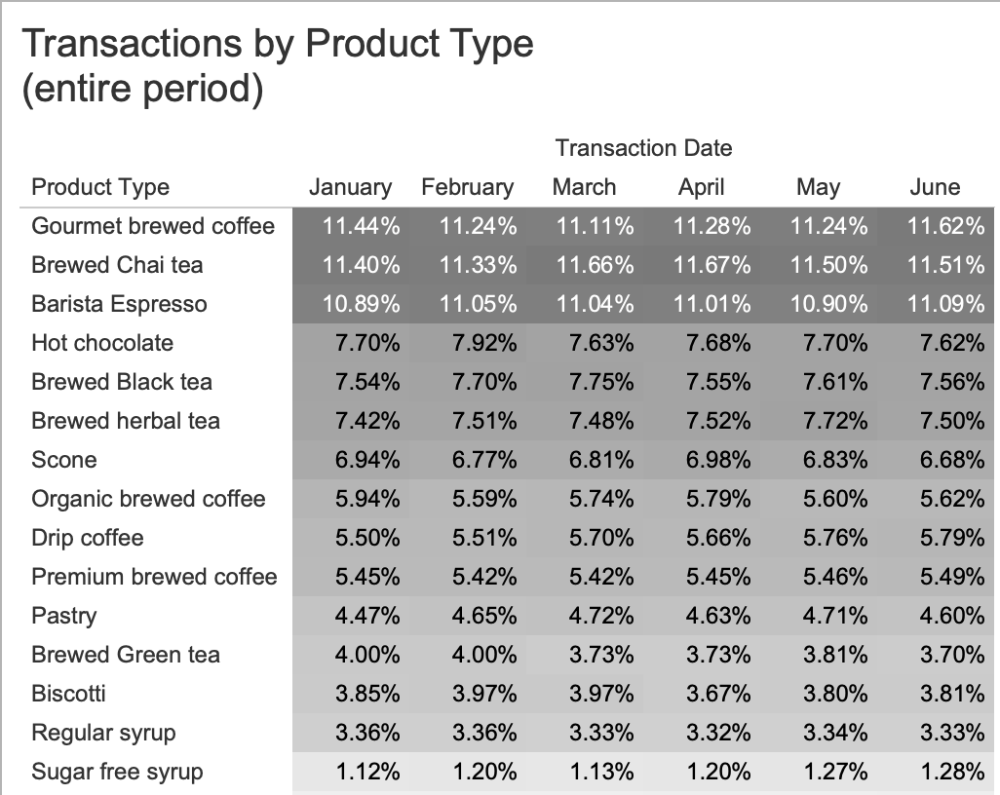 Transactions by Product Type
(entire period)
Transaction Date
Product Type January February March April May June
Gourmet brewed coffee 11.44% 11.24% 11.11% 11.28% 11.24% 11.62%
Brewed Chai tea 11.40% 11.33% 11.66% 11.67% 11.50% 11.51%
Barista Espresso 10.89% 11.05% 11.04% 11.01% 10.90% 11.09%
Hot chocolate 7.70% 7.92% 7.63% 7.68% 7.70% 7.62%
Brewed Black tea 7.54% 7.70% 7.75% 7.55% 7.61% 7.56%
Brewed herbal tea 7.42% 7.51% 7.48% 7.52% 7.72% 7.50%
Scone 6.94% 6.77% 6.81% 6.98% 6.83% 6.68%
Organic brewed coffee 5.94% 5.59% 5.74% 5.79% 5.60% 5.62%
Drip coffee 5.50% 5.51% 5.70% 5.66% 5.76% 5.79%
Premium brewed coffee 5.45% 5.42% 5.42% 5.45% 5.46% 5.49%
Pastry 4.47% 4.65% 4.72% 4.63% 4.71% 4.60%
Brewed Green tea 4.00% 4.00% 3.73% 3.73% 3.81% 3.70%
Biscotti 3.85% 3.97% 3.97% 3.67% 3.80% 3.81%
Regular syrup 3.36% 3.36% 3.33% 3.32% 3.34% 3.33%
Sugar free syrup 1.12% 1.20% 1.13% 1.20% 1.27% 1.28%